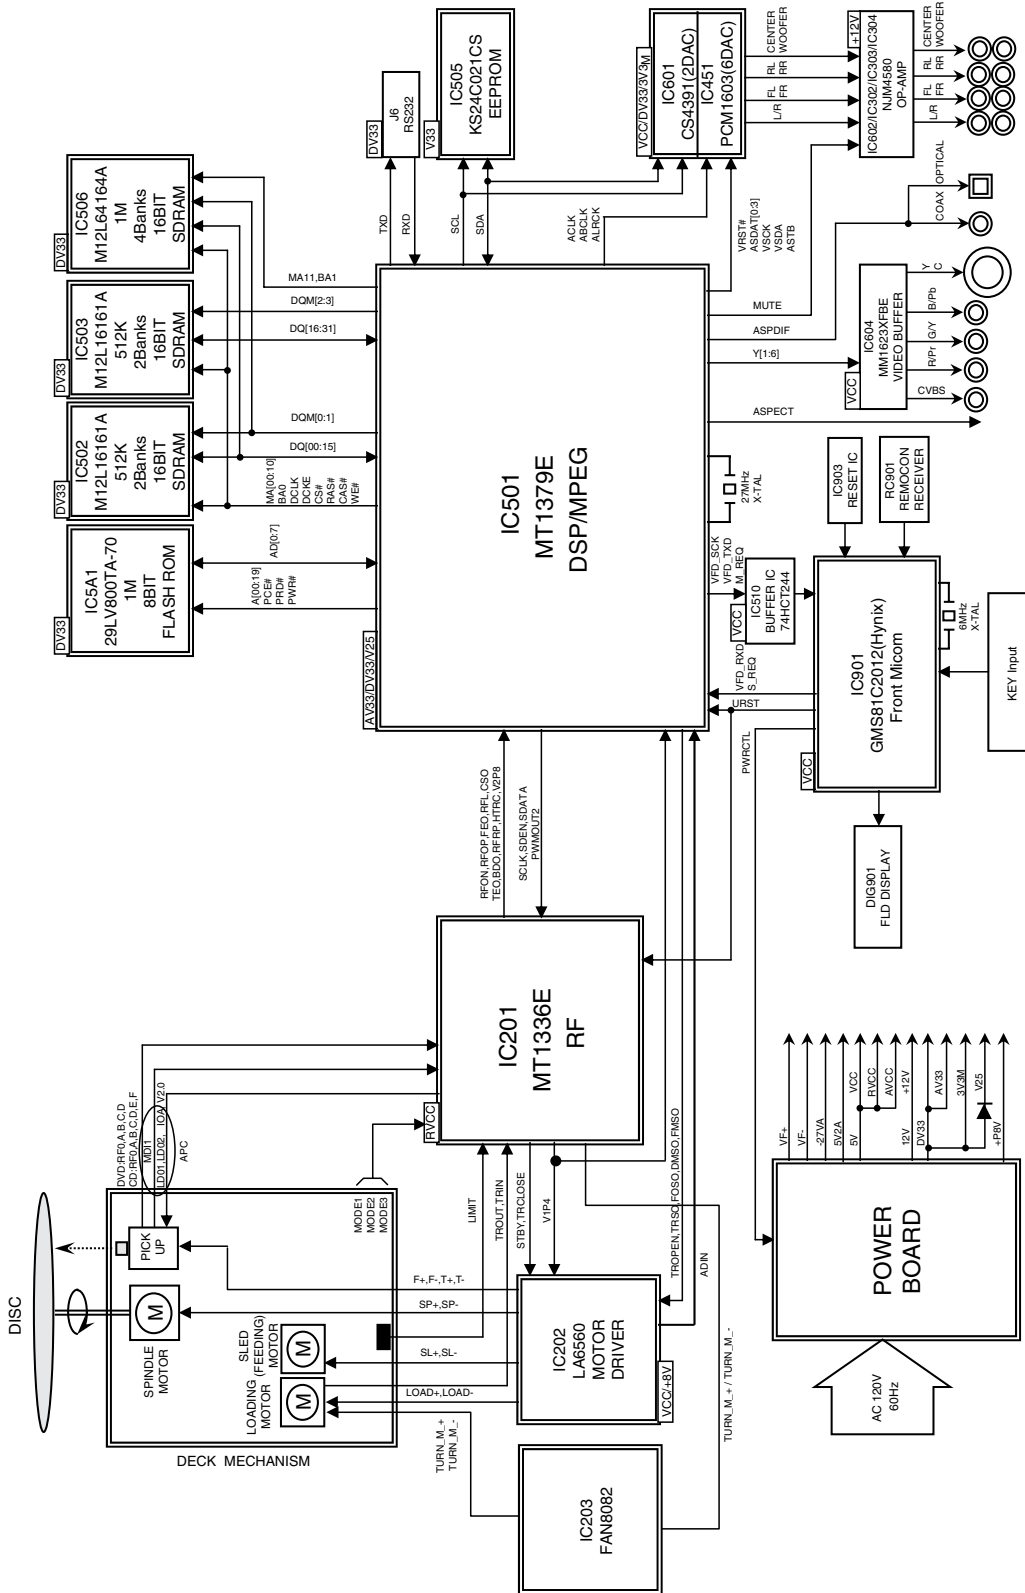 DISC
SPINDLE
MOTOR
PICK
UP
SLED
(FEEDING)
MOTOR
LOADING
MOTOR
M
M
M
DECK MECHANISM
DVD:RF0,A,B,C,D
CD:RF0,A,B,C,D,E,F
MDI1
LD01,LD02,
IOA,
V2.0
APC
MODE1
MODE2
MODE3
F+,F-,T+,T-
SP+,SP-
SL+,SL-
LOAD+,LOAD-
TURN_M_+
TURN_M_-
LIMIT
TROUT,TRIN
STBY,TRCLOSE
V1P4
TROPEN,TRSO,FOSO,DMSO,FMSO
ADIN
TURN_M_+ / TURN_M_-
IC203
FAN8082
IC202
LA6560
MOTOR
DRIVER
VCC/+8V
RVCC
IC201
MT1336E
RF
RFON,RFOP,FEO,RFL,CSO
TEO,BDO,RFRP,HTRC,V2P8
SCLK,SDEN,SDATA
PWMOUT2
AV33/DV33/V25
IC501
MT1379E
DSP/MPEG
DV33
IC5A1
29LV800TA-70
1M
8BIT
FLASH ROM
DV33
IC502
M12L16161A
512K
2Banks
16BIT
SDRAM
DV33
IC503
M12L16161A
512K
2Banks
16BIT
SDRAM
DV33
IC506
M12L64164A
1M
4Banks
16BIT
SDRAM
A[00:19]
PCE#
PRD#
PWR#
AD[0:7]
MA[00:10]
BA0
DCLK
DCKE
CS#
RAS#
CAS#
WE#
DQ[00:15]
DQM[0:1]
DQ[16:31]
DQM[2:3]
MA11,BA1
TXD
RXD
SCL
SDA
DV33
J6
RS232
V33
IC505
KS24C021CS
EEPROM
ACLK
ABCLK
ALRCK
VRST#
ASDAT[0:3]
VSCK
VSDA
ASTB
VCC/DV33/3V3M
IC601
CS4391(2DAC)
IC451
PCM1603(6DAC)
L/R
FL
FR
RL
RR
CENTER
WOOFER
+12V
IC602/IC302/IC303/IC304
NJM4580
OP-AMP
L/R
FL
FR
RL
RR
CENTER
WOOFER
MUTE
ASPDIF
Y[1:6]
ASPECT
COAX
OPTICAL
VCC
IC604
MM1623XFBE
VIDEO BUFFER
CVBS
R/Pr
G/Y
B/Pb
Y
C
27MHz
X-TAL
VFD_SCK
VFD_TXD
M_REQ
VCC
IC510
BUFFER IC
74HCT244
VFD_RXD
S_REQ
URST
PWRCTL
IC903
RESET IC
RC901
REMOCON
RECEIVER
VCC
IC901
GMS81C2012(Hynix)
Front Micom
6MHz
X-TAL
KEY Input
DIG901
FLD DISPLAY
AC 120V
60Hz
POWER
BOARD
VF+
VF-
-27VA
5V2A
5V
VCC
RVCC
AVCC
12V
+12V
DV33
AV33
3V3M
V25
+P8V